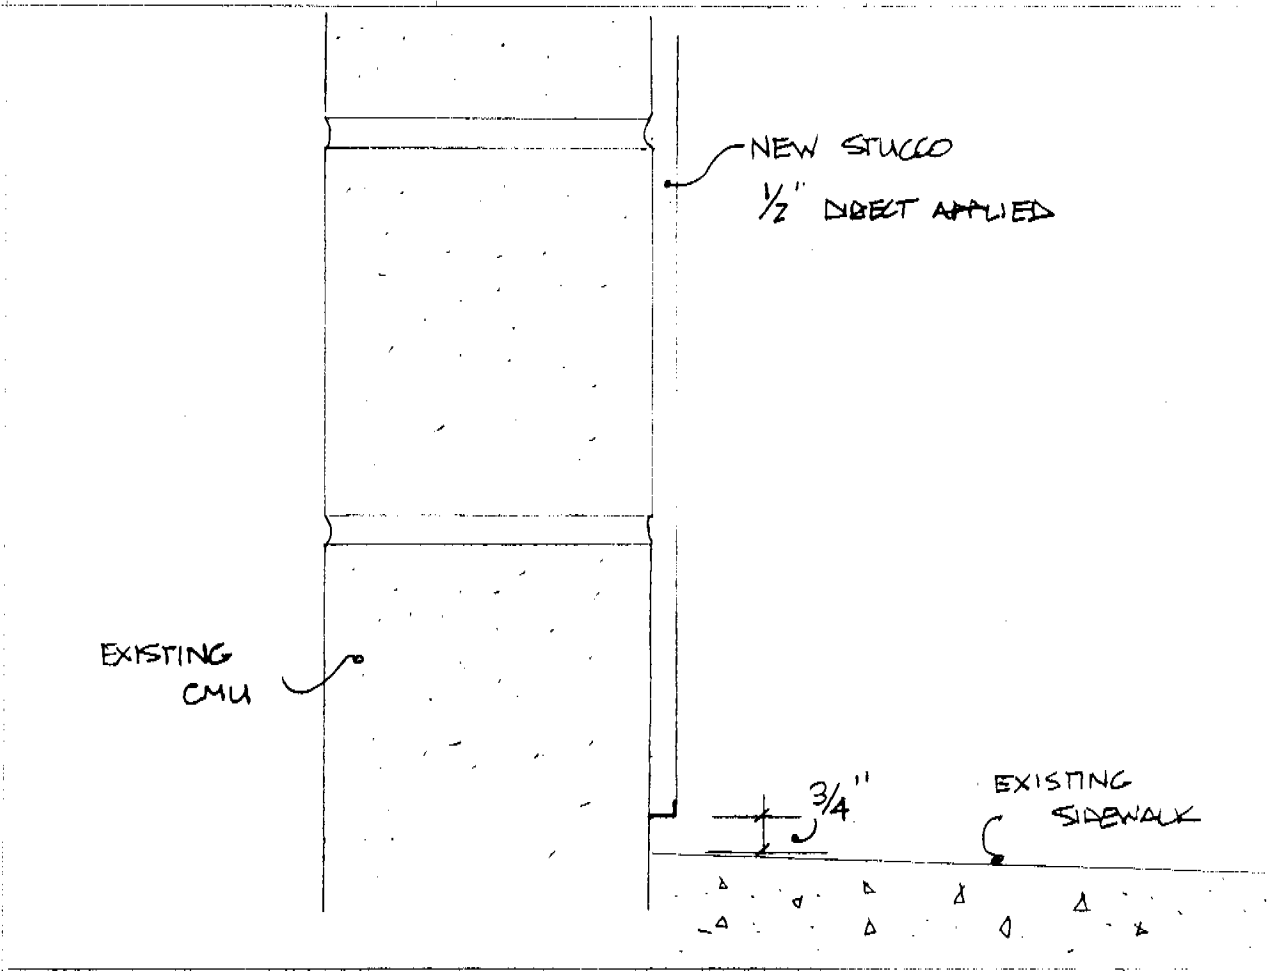 NEW STUCCO
1/2" DIRECT APPLIED
EXISTING
CMU
3/4"
EXISTING
SIDEWALK